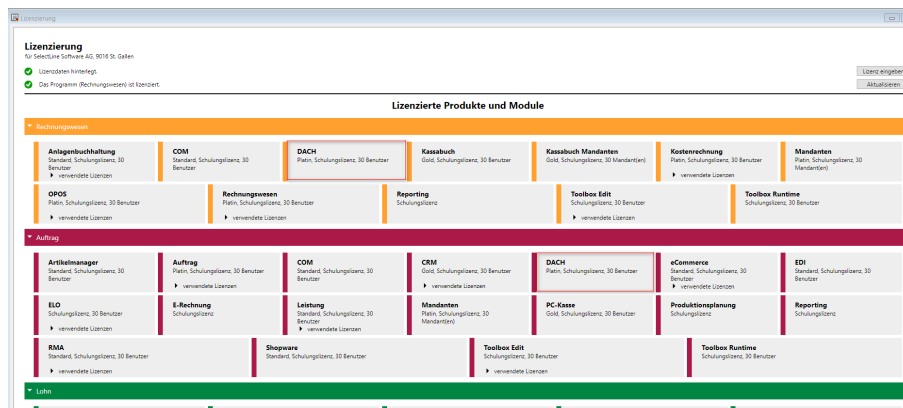 Lizenzierung
Lizenzierung
für SelectLine Software AG, 9016 St. Gallen
Lizenzdaten hinterlegt.
Lizenz eingeben
Das Programm (Rechnungswesen) ist lizenziert.
Aktualisieren
Lizenzierte Produkte und Module
Rechnungswesen
Anlagenbuchhaltung
Standard, Schulungslizenz, 30
Benutzer
verwendete Lizenzen
COM
Standard, Schulungslizenz, 30
Benutzer
DACH
Platin, Schulungslizenz, 30 Benutzer
Kassabuch
Gold, Schulungslizenz, 30 Benutzer
Kassabuch Mandanten
Gold, Schulungslizenz, 30 Mandant(en)
Kostenrechnung
Platin, Schulungslizenz, 30 Benutzer
verwendete Lizenzen
Mandanten
Platin, Schulungslizenz, 30
Mandant(en)
OPOS
Platin, Schulungslizenz, 30 Benutzer
verwendete Lizenzen
Rechnungswesen
Platin, Schulungslizenz, 30 Benutzer
verwendete Lizenzen
Reporting
Schulungslizenz
Toolbox Edit
Schulungslizenz, 30 Benutzer
verwendete Lizenzen
Toolbox Runtime
Schulungslizenz, 30 Benutzer
Auftrag
Artikelmanager
Standard, Schulungslizenz, 30
Benutzer
Auftrag
Platin, Schulungslizenz, 30 Benutzer
verwendete Lizenzen
COM
Standard, Schulungslizenz, 30
Benutzer
CRM
Gold, Schulungslizenz, 30 Benutzer
verwendete Lizenzen
DACH
Platin, Schulungslizenz, 30 Benutzer
eCommerce
Standard, Schulungslizenz, 30
Benutzer
verwendete Lizenzen
EDI
Standard, Schulungslizenz, 30
Benutzer
ELO
Schulungslizenz, 30 Benutzer
verwendete Lizenzen
E-Rechnung
Schulungslizenz
Leistung
Standard, Schulungslizenz, 30
Benutzer
verwendete Lizenzen
Mandanten
Platin, Schulungslizenz, 30
Mandant(en)
PC-Kasse
Gold, Schulungslizenz, 30 Benutzer
Produktionsplanung
Schulungslizenz
Reporting
Schulungslizenz
RMA
Standard, Schulungslizenz, 30 Benutzer
verwendete Lizenzen
Shopware
Standard, Schulungslizenz, 30 Benutzer
Toolbox Edit
Schulungslizenz, 30 Benutzer
verwendete Lizenzen
Toolbox Runtime
Schulungslizenz, 30 Benutzer
Lohn